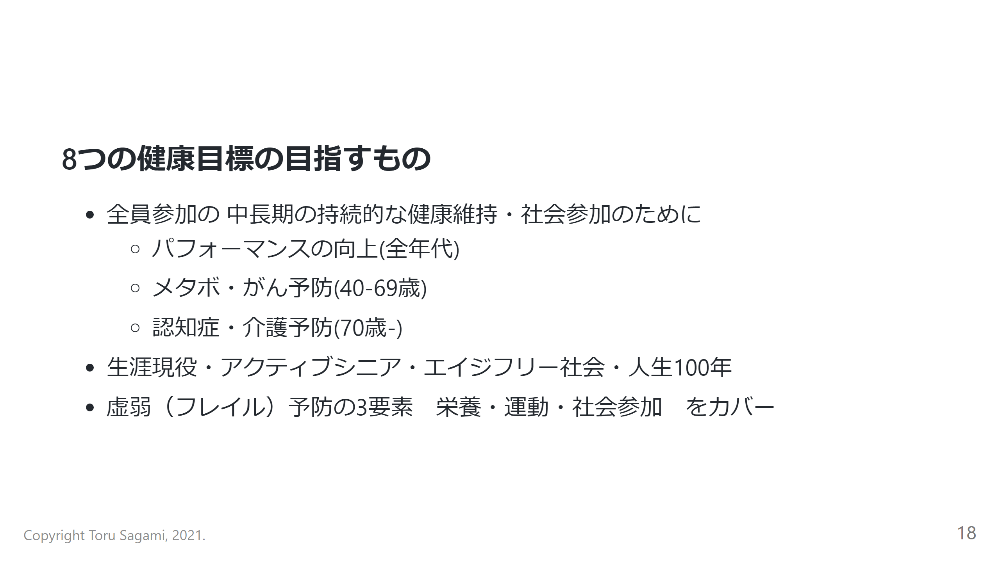 8つの健康目標の目指すもの
• 全員参加の 中長期の持続的な健康維持・社会参加のために
○ パフォーマンスの向上(全年代)
○ メタボ・がん予防(40-69歳)
○ 認知症・介護予防(70歳-)
• 生涯現役・アクティブシニア・エイジフリー社会・人生100年
• 虚弱（フレイル）予防の3要素　栄養・運動・社会参加　をカバー
Copyright Toru Sagami, 2021.
18